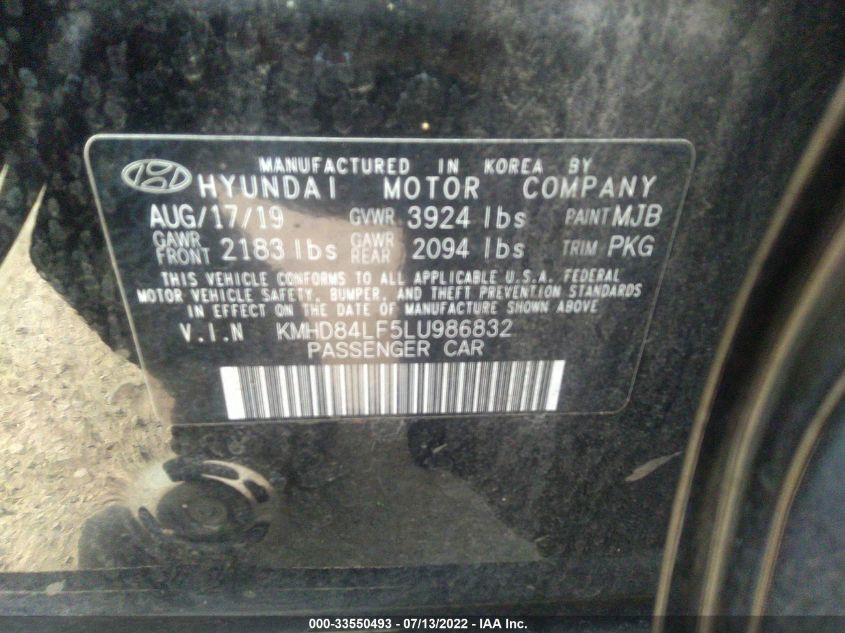 MANUFACTURED IN KOREA BY
HYUNDAI MOTOR COMPANY
AUG/17/19 GVWR 3924 lbs PAINT MJB
GAWR FRONT 2183 lbs GAWR REAR 2094 lbs TRIM PKG
THIS VEHICLE CONFORMS TO ALL APPLICABLE U.S.A. FEDERAL
MOTOR VEHICLE SAFETY, BUMPER, AND THEFT PREVENTION STANDARDS
IN EFFECT ON THE DATE OF MANUFACTURE SHOWN ABOVE
V.I.N KMHD84LF5LU986832
PASSENGER CAR
000-33550493 - 07/13/2022 - IAA Inc.